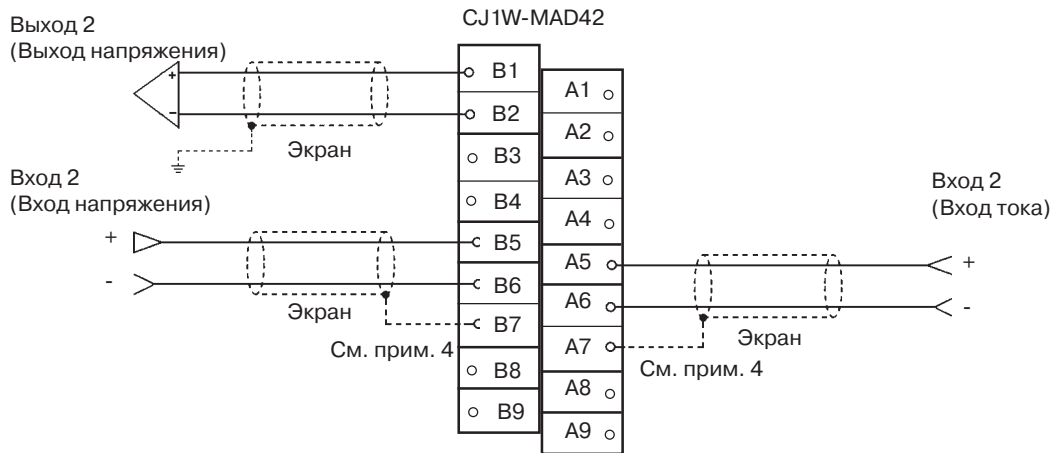 CJ1W-MAD42
Выход 2
(Выход напряжения)
+
−
Экран
Вход 2
(Вход напряжения)
+
-
Экран
См. прим. 4
B1
B2
B3
B4
B5
B6
B7
B8
B9
A1
A2
A3
A4
A5
A6
A7
A8
A9
Вход 2
(Вход тока)
+
-
Экран
См. прим. 4